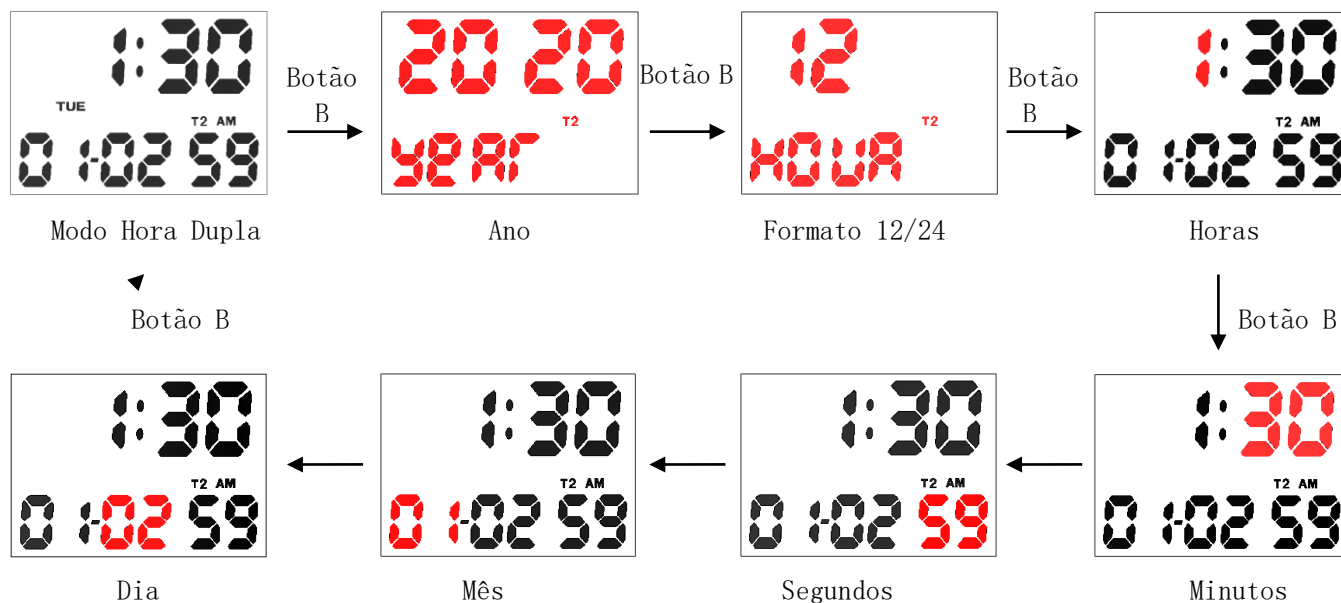 1:30
TUE
T2 AM
01-02 59
Modo Hora Dupla
Botão
B
20 20
T2
YEAR
Ano
Botão B
12
T2
HOUR
Formato 12/24
Botão
B
1:30
T2 AM
01-02 59
Horas
Botão B
1:30
T2 AM
01-02 59
Minutos
1:30
T2 AM
01-02 59
Segundos
1:30
T2 AM
01-02 59
Mês
1:30
T2 AM
01-02 59
Dia
Botão B